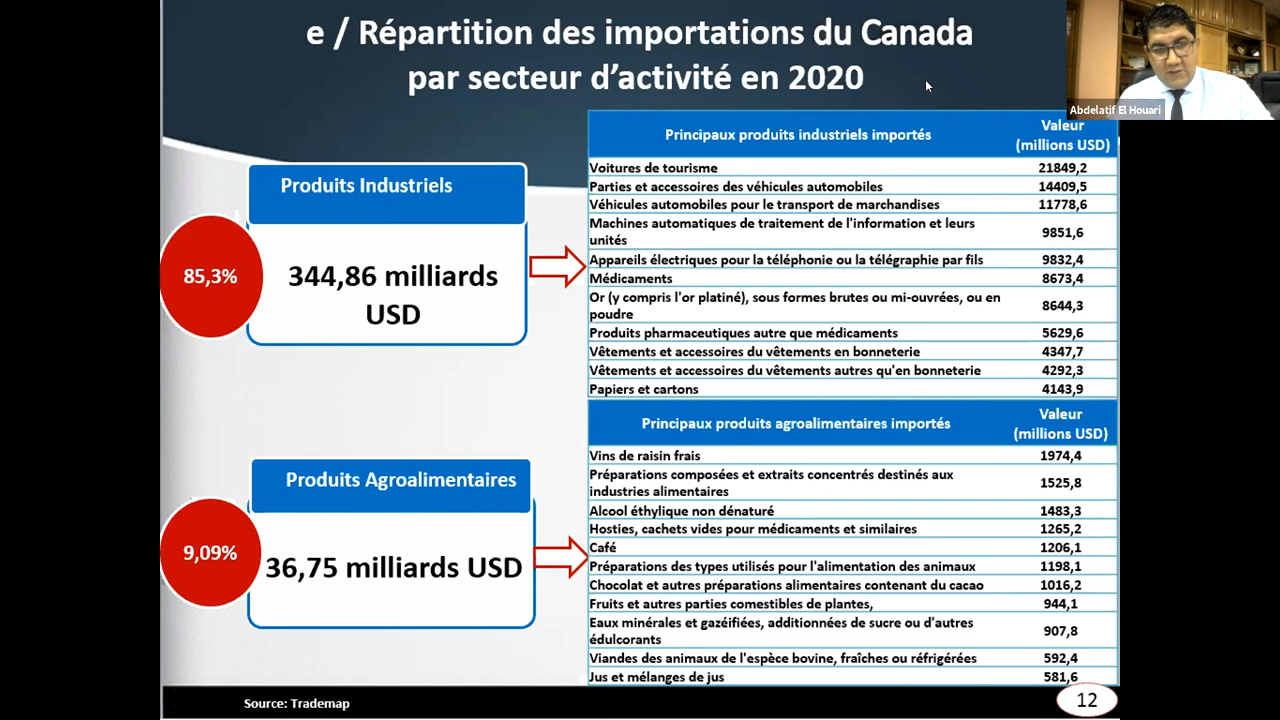 e / Répartition des importations du Canada
par secteur d’activité en 2020
Abdelatif El Houari
Produits Industriels
85,3%
344,86 milliards
USD
Principaux produits industriels importés
Valeur
(millions USD)
Voitures de tourisme 21849,2
Parties et accessoires des véhicules automobiles 14409,5
Véhicules automobiles pour le transport de marchandises 11778,6
Machines automatiques de traitement de l'information et leurs
unités 9851,6
Appareils électriques pour la téléphonie ou la télégraphie par fils 9832,4
Médicaments 8673,4
Or (y compris l'or platiné), sous formes brutes ou mi-ouvrées, ou en
poudre 8644,3
Produits pharmaceutiques autre que médicaments 5629,6
Vêtements et accessoires du vêtements en bonneterie 4347,7
Vêtements et accessoires du vêtements autres qu'en bonneterie 4292,3
Papiers et cartons 4143,9
Produits Agroalimentaires
9,09%
36,75 milliards USD
Principaux produits agroalimentaires importés
Valeur
(millions USD)
Vins de raisin frais 1974,4
Préparations composées et extraits concentrés destinés aux
industries alimentaires 1525,8
Alcool éthylique non dénaturé 1483,3
Hosties, cachets vides pour médicaments et similaires 1265,2
Café 1206,1
Préparations des types utilisés pour l'alimentation des animaux 1198,1
Chocolat et autres préparations alimentaires contenant du cacao 1016,2
Fruits et autres parties comestibles de plantes, 944,1
Eaux minérales et gazéifiées, additionnées de sucre ou d'autres
édulcorants 907,8
Viandes des animaux de l'espèce bovine, fraîches ou réfrigérées 592,4
Jus et mélanges de jus 581,6
Source: Trademap
12